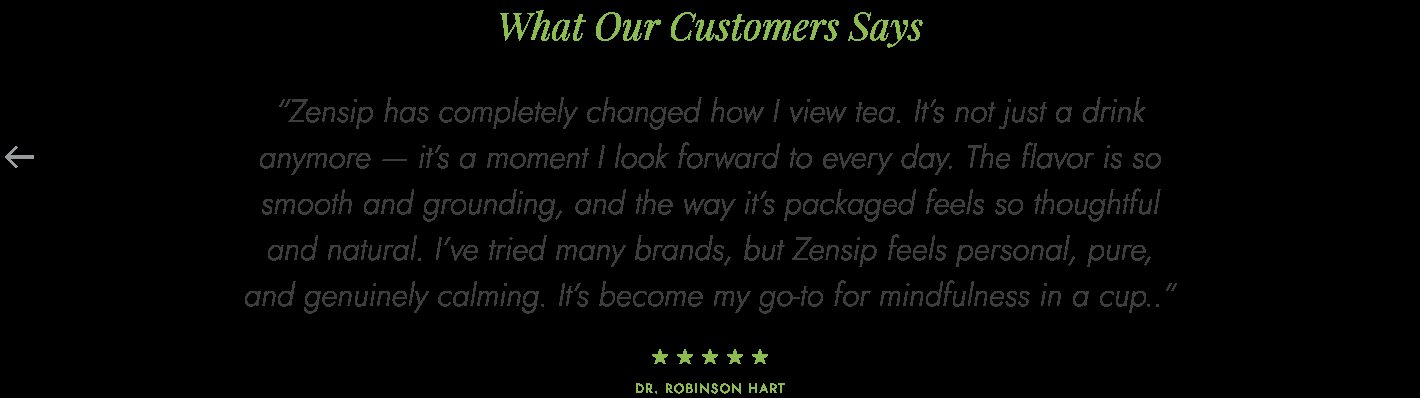 What Our Customers Says
“Zensip has completely changed how I view tea. It’s not just a drink
anymore — it’s a moment I look forward to every day. The flavor is so
smooth and grounding, and the way it’s packaged feels so thoughtful
and natural. I’ve tried many brands, but Zensip feels personal, pure,
and genuinely calming. It’s become my go-to for mindfulness in a cup..”
DR. ROBINSON HART